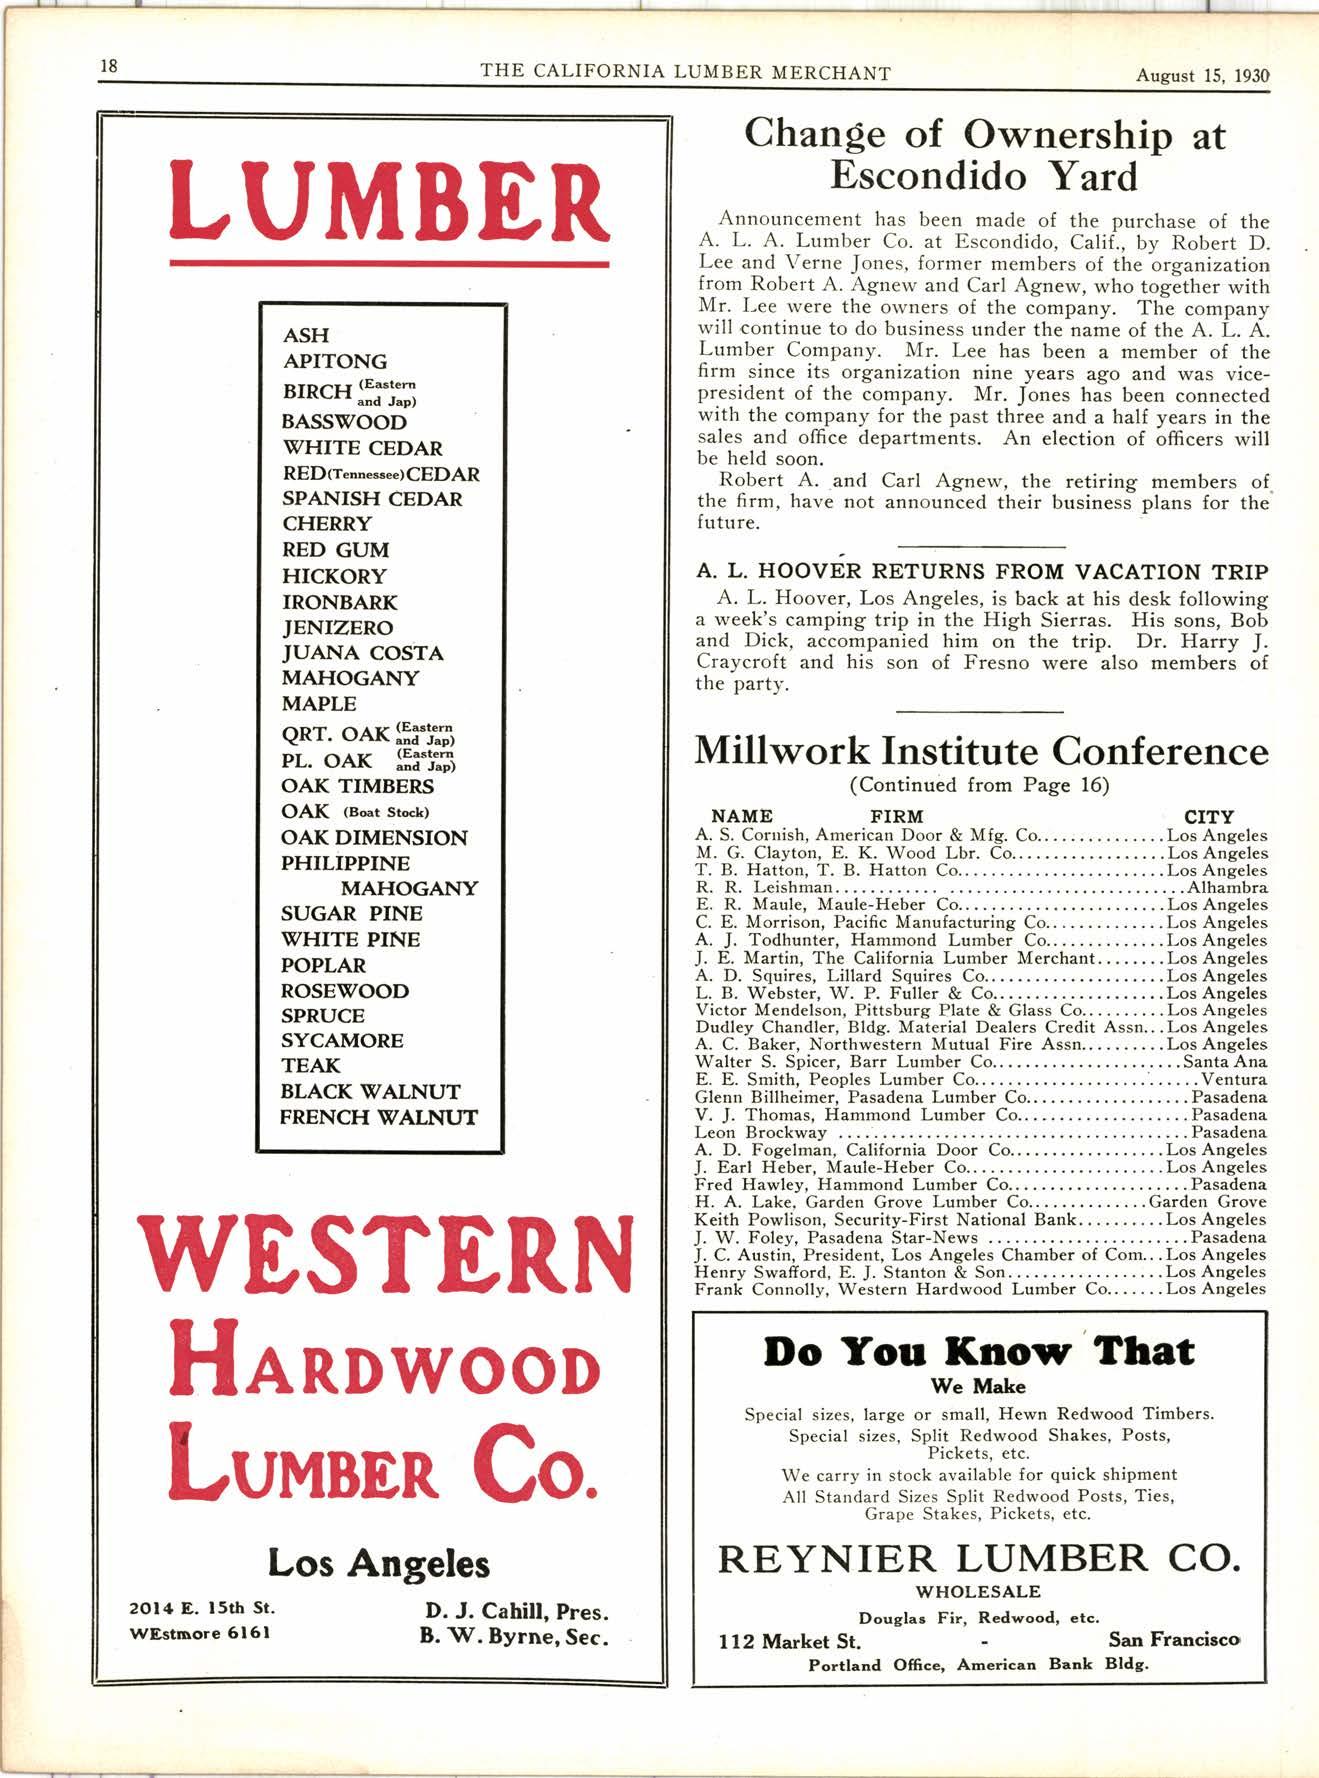 18
THE CALIFORNIA LUMBER MERCHANT
August 15, 1930
LUMBER
ASH
APITONG
BIRCH (Eastern and Jap)
BASSWOOD
WHITE CEDAR
RED (Tennessee) CEDAR
SPANISH CEDAR
CHERRY
RED GUM
HICKORY
IRONBARK
JENIZERO
JUANA COSTA
MAHOGANY
MAPLE
QRT. OAK (Eastern and Jap)
PL. OAK (Eastern and Jap)
OAK TIMBERS
OAK (Boat Stock)
OAK DIMENSION
PHILIPPINE
MAHOGANY
SUGAR PINE
WHITE PINE
POPLAR
ROSEWOOD
SPRUCE
SYCAMORE
TEAK
BLACK WALNUT
FRENCH WALNUT
WESTERN
HARDWOOD
LUMBER CO.
Los Angeles
2014 E. 15th St.
WEstmore 6161
D. J. Cahill, Pres.
B. W. Byrne, Sec.
Change of Ownership at
Escondido Yard
Announcement has been made of the purchase of the
A. L. A. Lumber Co. at Escondido, Calif., by Robert D.
Lee and Verne Jones, former members of the organization
from Robert A. Agnew and Carl Agnew, who together with
Mr. Lee were the owners of the company. The company
will continue to do business under the name of the A. L. A.
Lumber Company. Mr. Lee has been a member of the
firm since its organization nine years ago and was vice-
president of the company. Mr. Jones has been connected
with the company for the past three and a half years in the
sales and office departments. An election of officers will
be held soon.
Robert A. and Carl Agnew, the retiring members of
the firm, have not announced their business plans for the
future.
A. L. HOOVER RETURNS FROM VACATION TRIP
A. L. Hoover, Los Angeles, is back at his desk following
a week's camping trip in the High Sierras. His sons, Bob
and Dick, accompanied him on the trip. Dr. Harry J.
Craycroft and his son of Fresno were also members of
the party.
Millwork Institute Conference
(Continued from Page 16)
NAME FIRM CITY
A. S. Cornish, American Door & Mfg. Co...............Los Angeles
M. G. Clayton, E. K. Wood Lbr. Co..................Los Angeles
T. B. Hatton, T. B. Hatton Co........................Los Angeles
R. R. Leishman........................................Alhambra
E. R. Maule, Maule-Heber Co........................Los Angeles
C. E. Morrison, Pacific Manufacturing Co..............Los Angeles
A. J. Todhunter, Hammond Lumber Co..............Los Angeles
J. E. Martin, The California Lumber Merchant........Los Angeles
A. D. Squires, Lillard Squires Co.....................Los Angeles
L. B. Webster, W. P. Fuller & Co....................Los Angeles
Victor Mendelson, Pittsburg Plate & Glass Co..........Los Angeles
Dudley Chandler, Bldg. Material Dealers Credit Assn...Los Angeles
A. C. Baker, Northwestern Mutual Fire Assn..........Los Angeles
Walter S. Spicer, Barr Lumber Co......................Santa Ana
E. E. Smith, Peoples Lumber Co.........................Ventura
Glenn Billheimer, Pasadena Lumber Co...................Pasadena
V. J. Thomas, Hammond Lumber Co....................Pasadena
Leon Brockway ........................................Pasadena
A. D. Fogelman, California Door Co..................Los Angeles
J. Earl Heber, Maule-Heber Co.......................Los Angeles
Fred Hawley, Hammond Lumber Co.....................Pasadena
H. A. Lake, Garden Grove Lumber Co..............Garden Grove
Keith Powlison, Security-First National Bank..........Los Angeles
J. W. Foley, Pasadena Star-News .......................Pasadena
J. C. Austin, President, Los Angeles Chamber of Com...Los Angeles
Henry Swafford, E. J. Stanton & Son..................Los Angeles
Frank Connolly, Western Hardwood Lumber Co.......Los Angeles
Do You Know That
We Make
Special sizes, large or small, Hewn Redwood Timbers.
Special sizes, Split Redwood Shakes, Posts,
Pickets, etc.
We carry in stock available for quick shipment
All Standard Sizes Split Redwood Posts, Ties,
Grape Stakes, Pickets, etc.
REYNIER LUMBER CO.
WHOLESALE
Douglas Fir, Redwood, etc.
112 Market St. - San Francisco
Portland Office, American Bank Bldg.